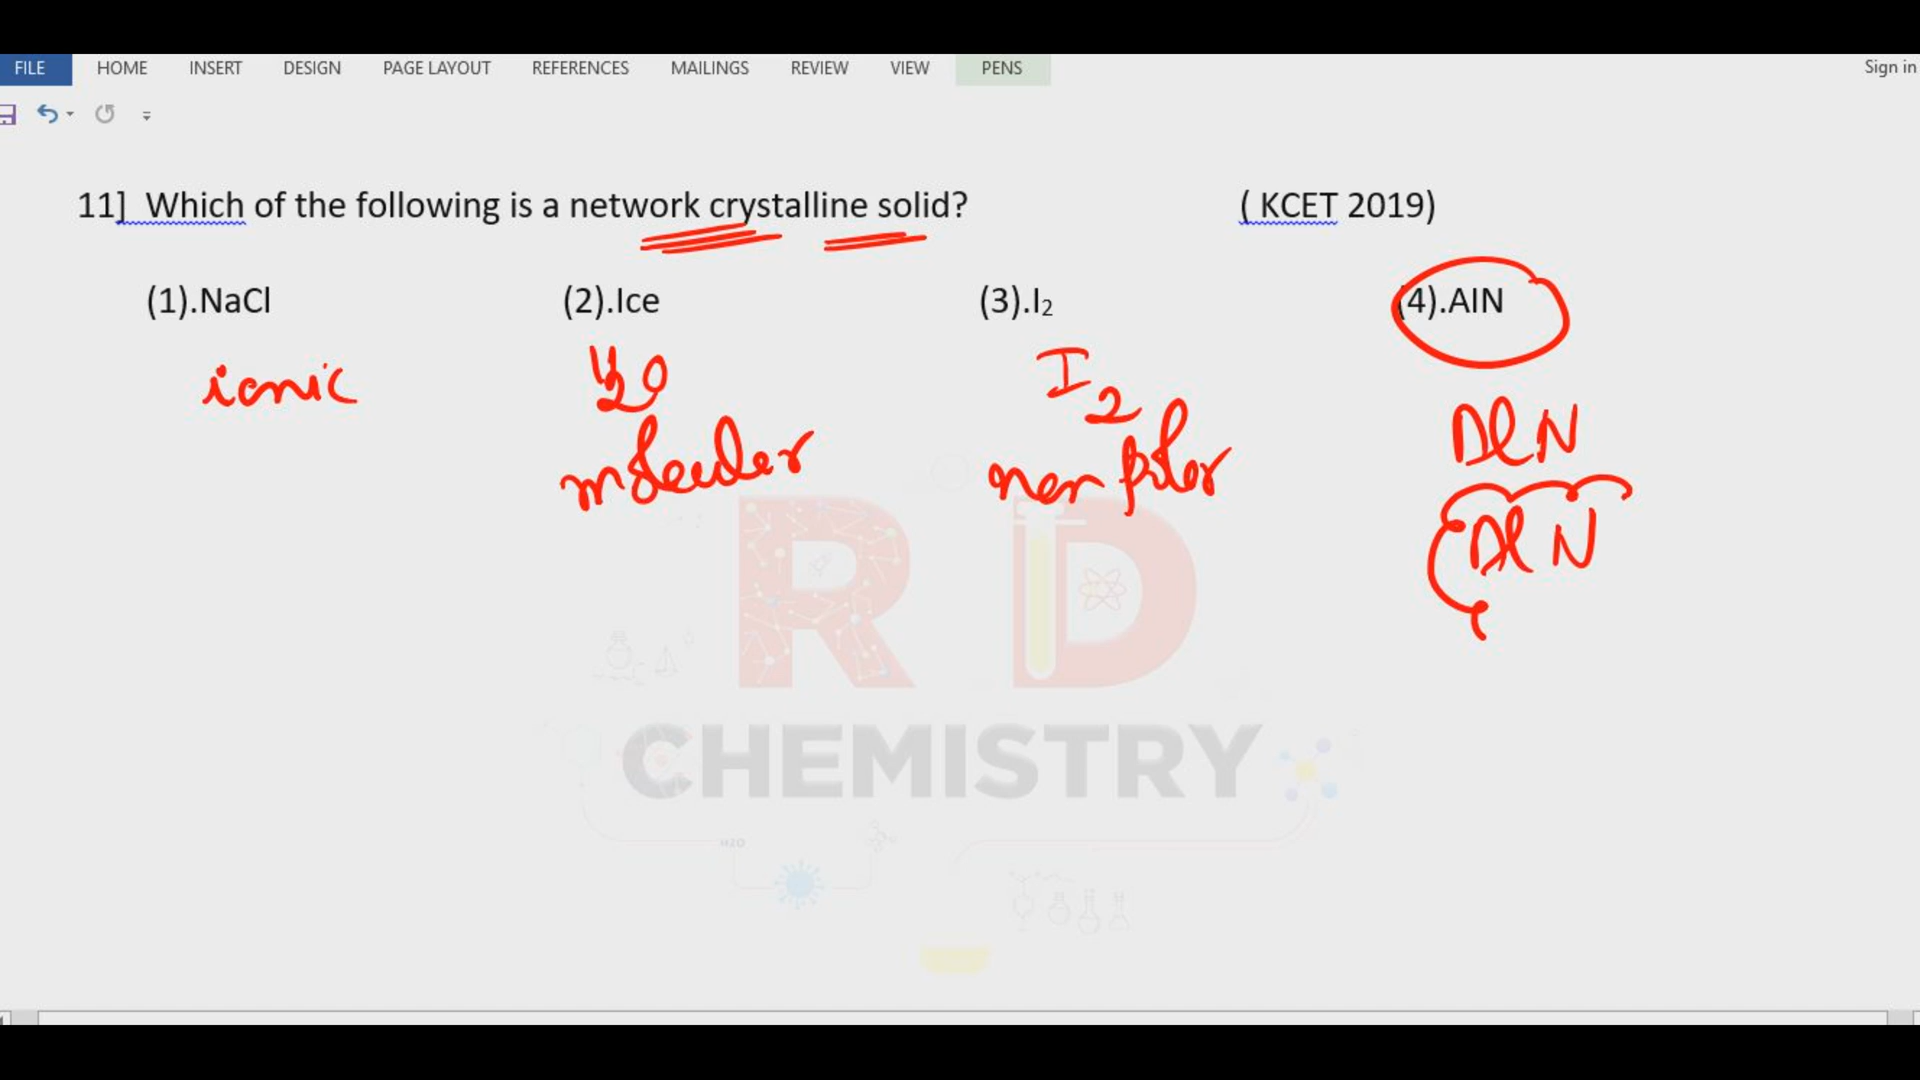 FILE HOME INSERT DESIGN PAGE LAYOUT REFERENCES MAILINGS REVIEW VIEW PENS Sign in
11] Which of the following is a network crystalline solid? ( KCET 2019)
(1).NaCl (2).Ice (3).I₂ (4).AlN
ionic H₂O I₂ AlN
molecular non polar AlN
R D
CHEMISTRY
H2O